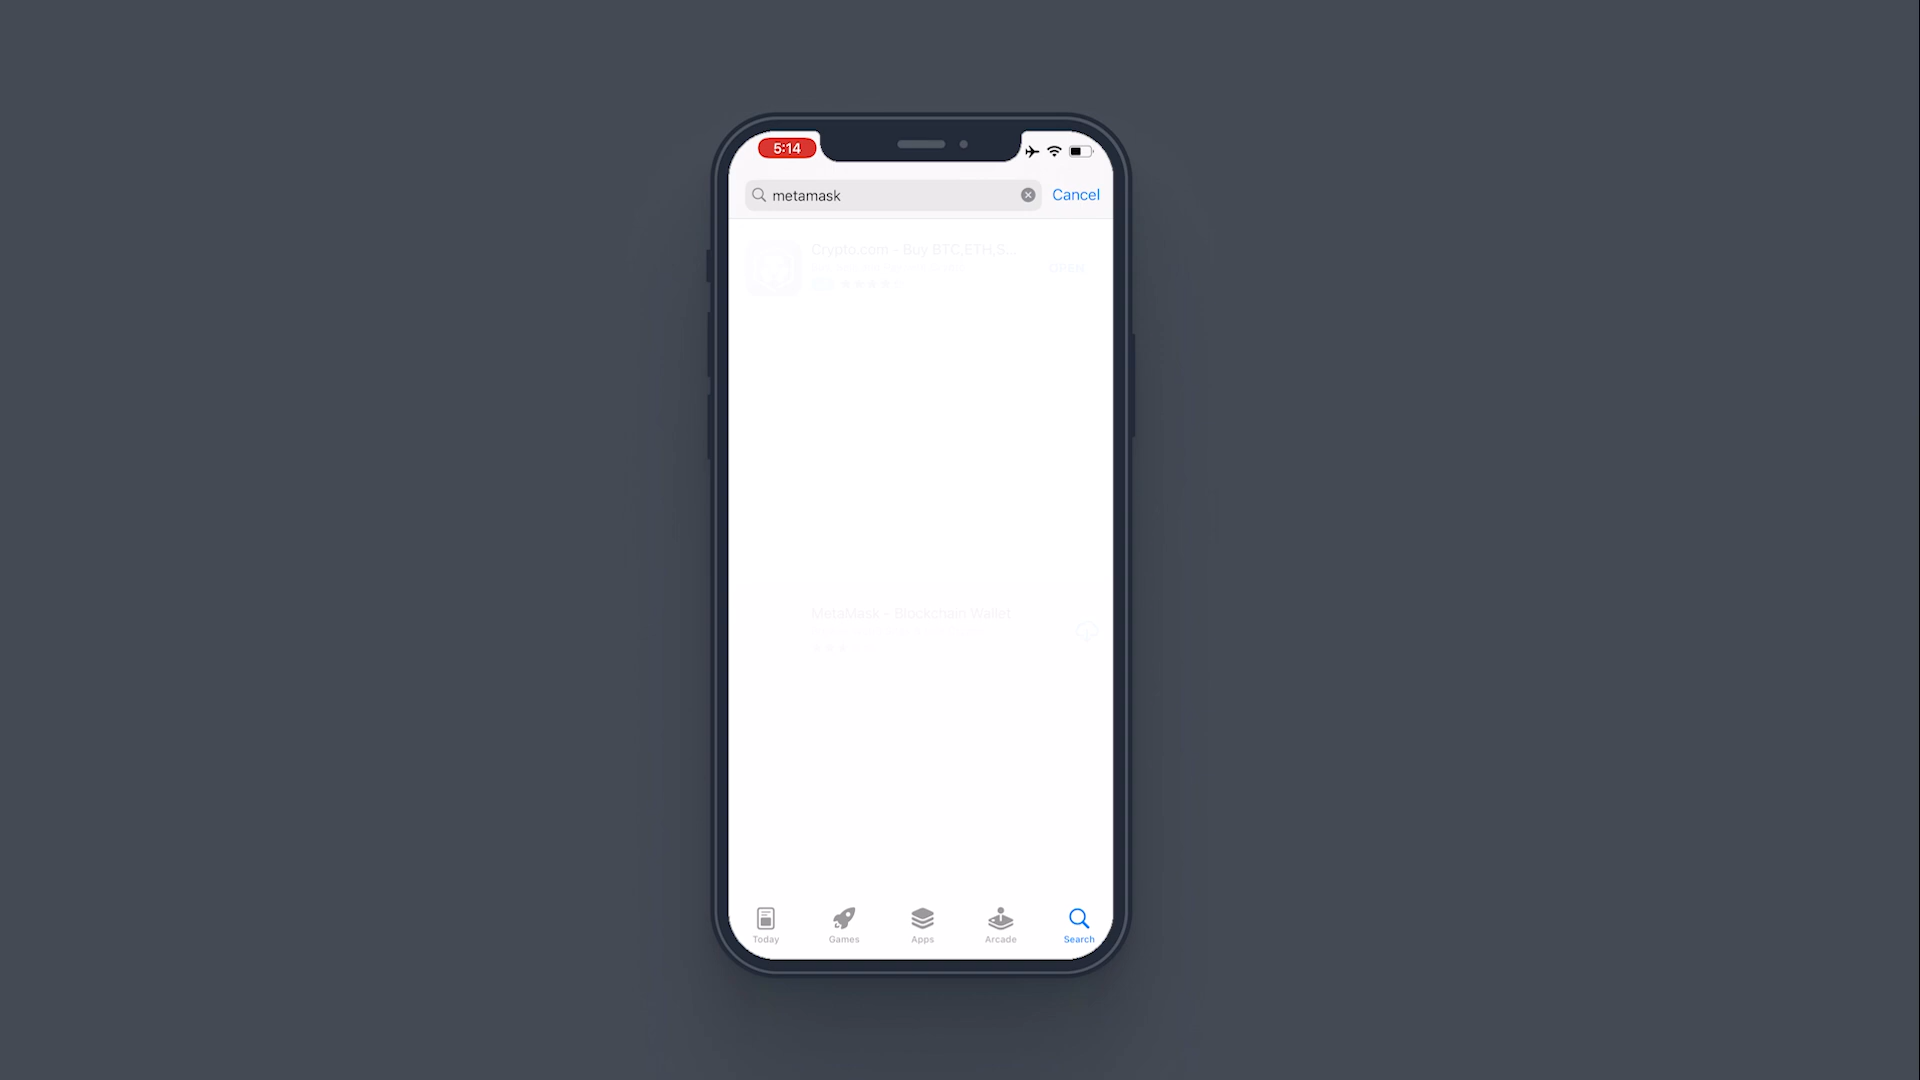 5:14
metamask
Cancel
Crypto.com - Buy BTC,ETH,S...
OPEN
MetaMask - Blockchain Wallet
Today
Games
Apps
Arcade
Search